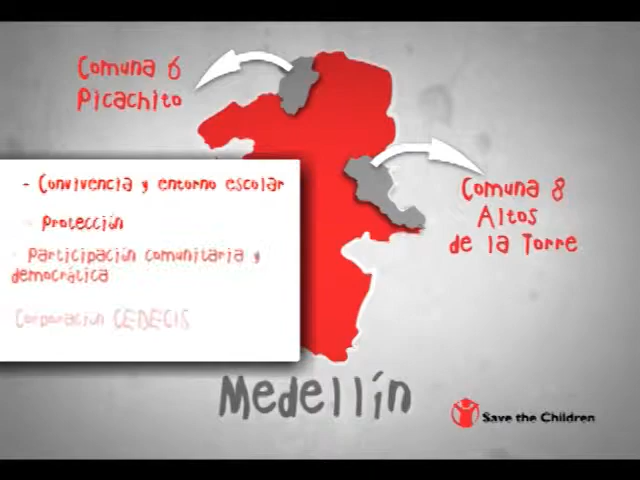 Comuna 6
Picachito
- Convivencia y entorno escolar
- Protección
- Participación comunitaria y
democrática
Corporación CEDECIS
Comuna 8
Altos
de la Torre
Medellín
Save the Children